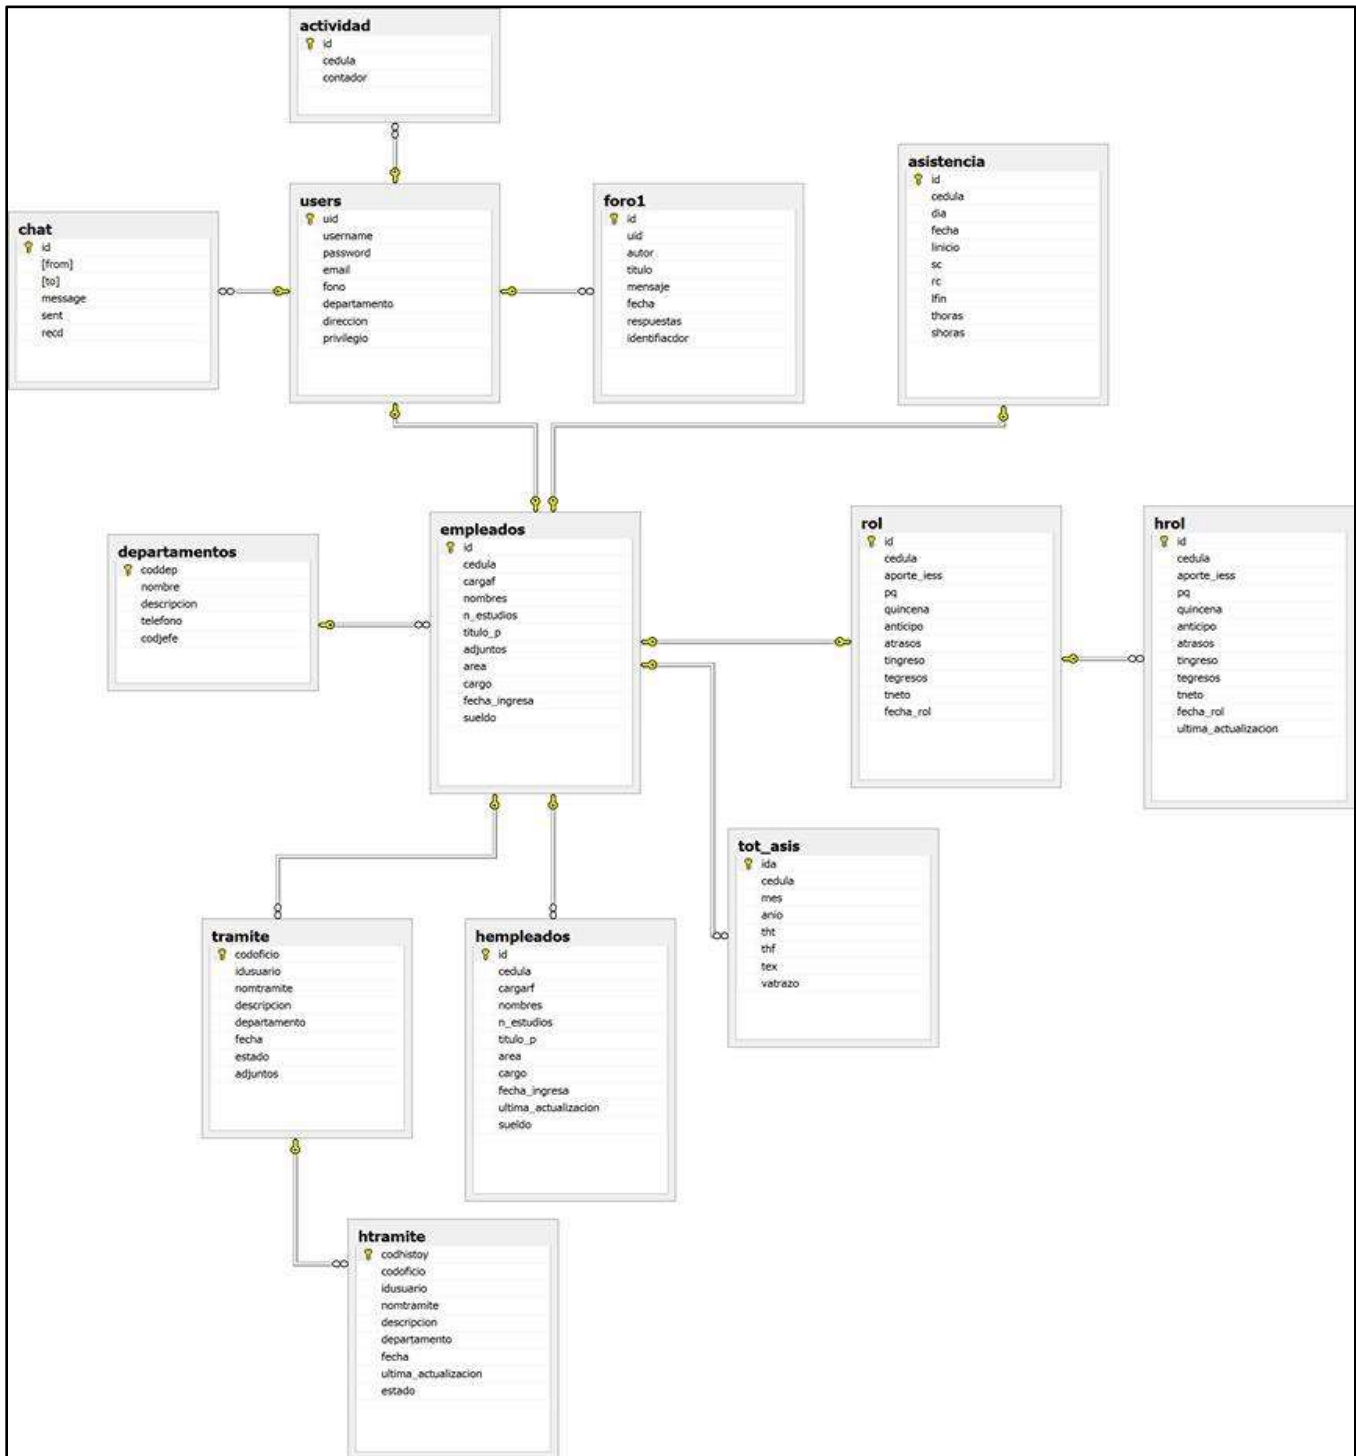 actividad
id
cedula
contador
users
uid
username
password
email
fono
departamento
direccion
privilegio
chat
id
[from]
[to]
message
sent
recd
foro1
id
uid
autor
titulo
mensaje
fecha
respuestas
identifiacdor
asistencia
id
cedula
dia
fecha
linicio
sc
rc
lfin
thoras
shoras
departamentos
coddep
nombre
descripcion
telefono
codjefe
empleados
id
cedula
cargaf
nombres
n_estudios
titulo_p
adjuntos
area
cargo
fecha_ingresa
sueldo
rol
id
cedula
aporte_iess
pq
quincena
anticipo
atrasos
tingreso
tegresos
tneto
fecha_rol
hrol
id
cedula
aporte_iess
pq
quincena
anticipo
atrasos
tingreso
tegresos
tneto
fecha_rol
ultima_actualizacion
tot_asis
ida
cedula
mes
anio
tht
thf
tex
vatrazo
tramite
codoficio
idusuario
nomtramite
descripcion
departamento
fecha
estado
adjuntos
hempleados
id
cedula
cargarf
nombres
n_estudios
titulo_p
area
cargo
fecha_ingresa
ultima_actualizacion
sueldo
htramite
codhistoy
codoficio
idusuario
nomtramite
descripcion
departamento
fecha
ultima_actualizacion
estado